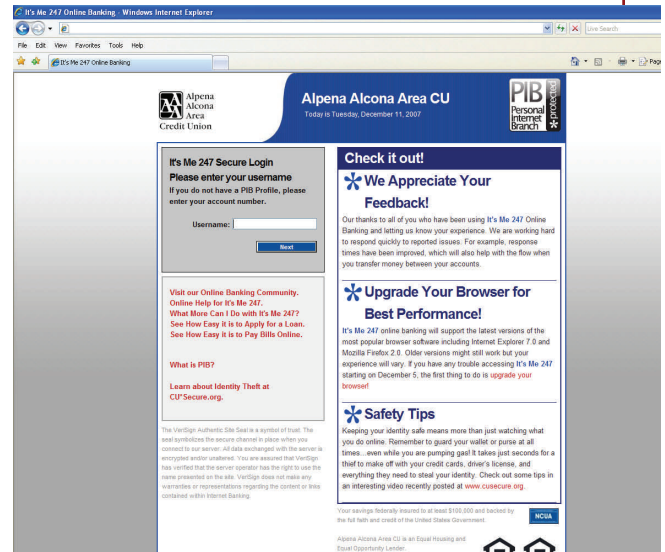 It's Me 247 Online Banking - Windows Internet Explorer
Live Search
File Edit View Favorites Tools Help
It's Me 247 Online Banking
Page
Alpena
Alcona
Area
Credit Union
Alpena Alcona Area CU
Today is Tuesday, December 11, 2007
PIB
Personal
Internet
Branch
protected
It's Me 247 Secure Login
Please enter your username
If you do not have a PIB Profile, please
enter your account number.
Username:
Next
Visit our Online Banking Community.
Online Help for It's Me 247.
What More Can I Do with It's Me 247?
See How Easy it is to Apply for a Loan.
See How Easy it is to Pay Bills Online.
What is PIB?
Learn about Identity Theft at
CU*Secure.org.
The VeriSign Authentic Site Seal is a symbol of trust. The
seal symbolizes the secure channel in place when you
connect to our server. All data exchanged with the server is
encrypted and/or unaltered. You are assured that VeriSign
has verified that the server operator has the right to use the
name presented on the site. VeriSign does not make any
warranties or representations regarding the content or links
contained within Internet Banking.
Check it out!
We Appreciate Your
Feedback!
Our thanks to all of you who have been using It's Me 247 Online
Banking and letting us know your experience. We are working hard
to respond quickly to reported issues. For example, response
times have been improved, which will also help with the flow when
you transfer money between your accounts.
Upgrade Your Browser for
Best Performance!
It's Me 247 online banking will support the latest versions of the
most popular browser software including Internet Explorer 7.0 and
Mozilla Firefox 2.0. Older versions might still work but your
experience will vary. If you have any trouble accessing It's Me 247
starting on December 5, the first thing to do is upgrade your
browser!
Safety Tips
Keeping your identity safe means more than just watching what
you do online. Remember to guard your wallet or purse at all
times...even while you are pumping gas! It takes just seconds for a
thief to make off with your credit cards, driver's license, and
everything they need to steal your identity. Check out some tips in
an interesting video recently posted at www.cusecure.org.
Your savings federally insured to at least $100,000 and backed by
the full faith and credit of the United States Government.
NCUA
Alpena Alcona Area CU is an Equal Housing and
Equal Opportunity Lender.